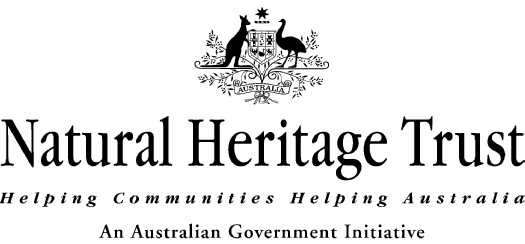 AUSTRALIA
Natural Heritage Trust
Helping Communities Helping Australia
An Australian Government Initiative